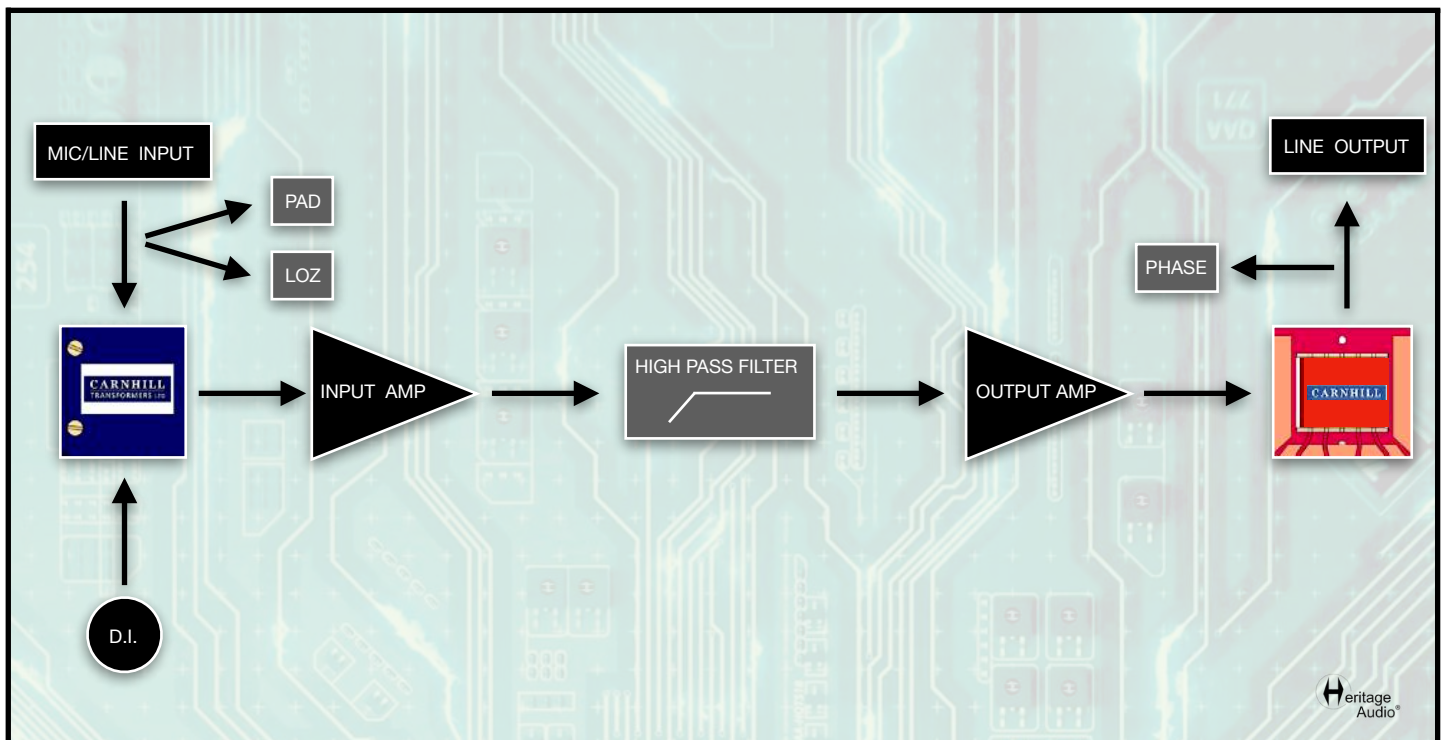 MIC/LINE INPUT
LINE OUTPUT
PAD
LOZ
PHASE
CARNHILL
TRANSFORMERS LTD
INPUT AMP
HIGH PASS FILTER
OUTPUT AMP
CARNHILL
D.I.
254
Heritage
Audio®